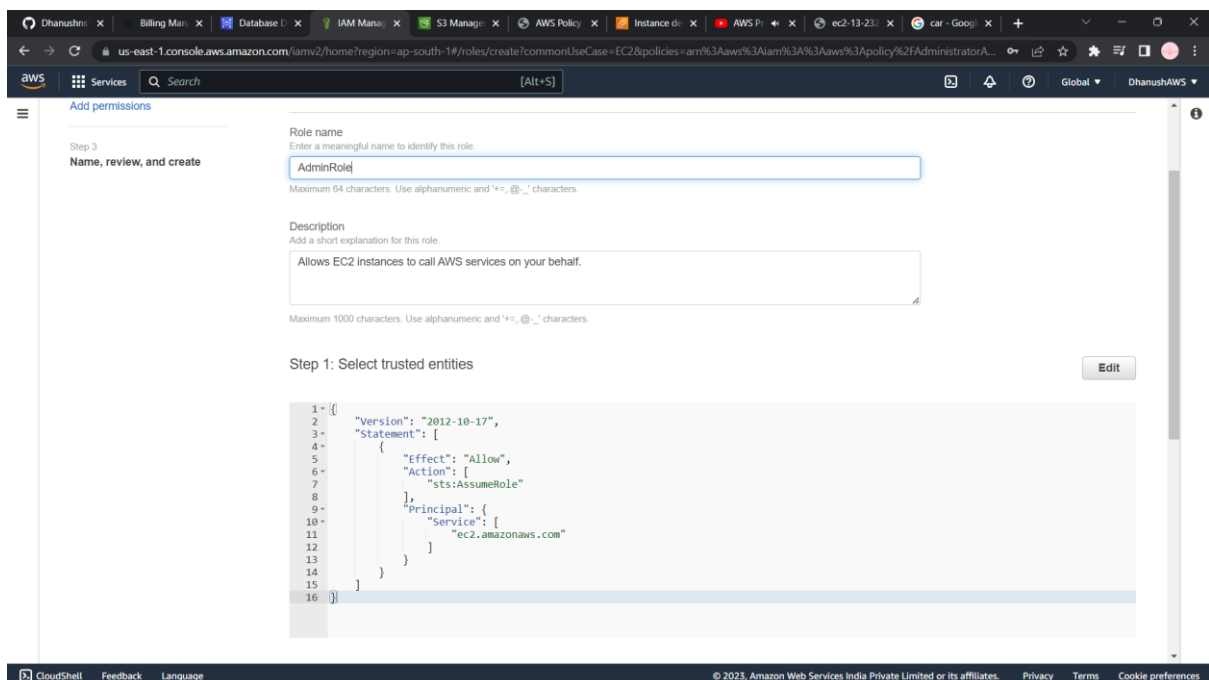 Dhanushrs
Billing Man
Database D
IAM Manag
S3 Manage
AWS Policy
Instance de
AWS Pr
ec2-13-232
car - Googl
us-east-1.console.aws.amazon.com/iamv2/home?region=ap-south-1#/roles/create?commonUseCase=EC2&policies=arn%3Aaws%3Aiam%3A%3Aaws%3Apolicy%2FAdministratorA...
aws
Services
Search
[Alt+S]
Global
DhanushAWS
Add permissions
Step 3
Name, review, and create
Role name
Enter a meaningful name to identify this role.
AdminRole
Maximum 64 characters. Use alphanumeric and '+=,.@-_' characters.
Description
Add a short explanation for this role.
Allows EC2 instances to call AWS services on your behalf.
Maximum 1000 characters. Use alphanumeric and '+=,.@-_' characters.
Step 1: Select trusted entities
Edit
1 {
2 "Version": "2012-10-17",
3 "Statement": [
4 {
5 "Effect": "Allow",
6 "Action": [
7 "sts:AssumeRole"
8 ],
9 "Principal": {
10 "Service": [
11 "ec2.amazonaws.com"
12 ]
13 }
14 }
15 ]
16 }
CloudShell
Feedback
Language
© 2023, Amazon Web Services India Private Limited or its affiliates.
Privacy
Terms
Cookie preferences